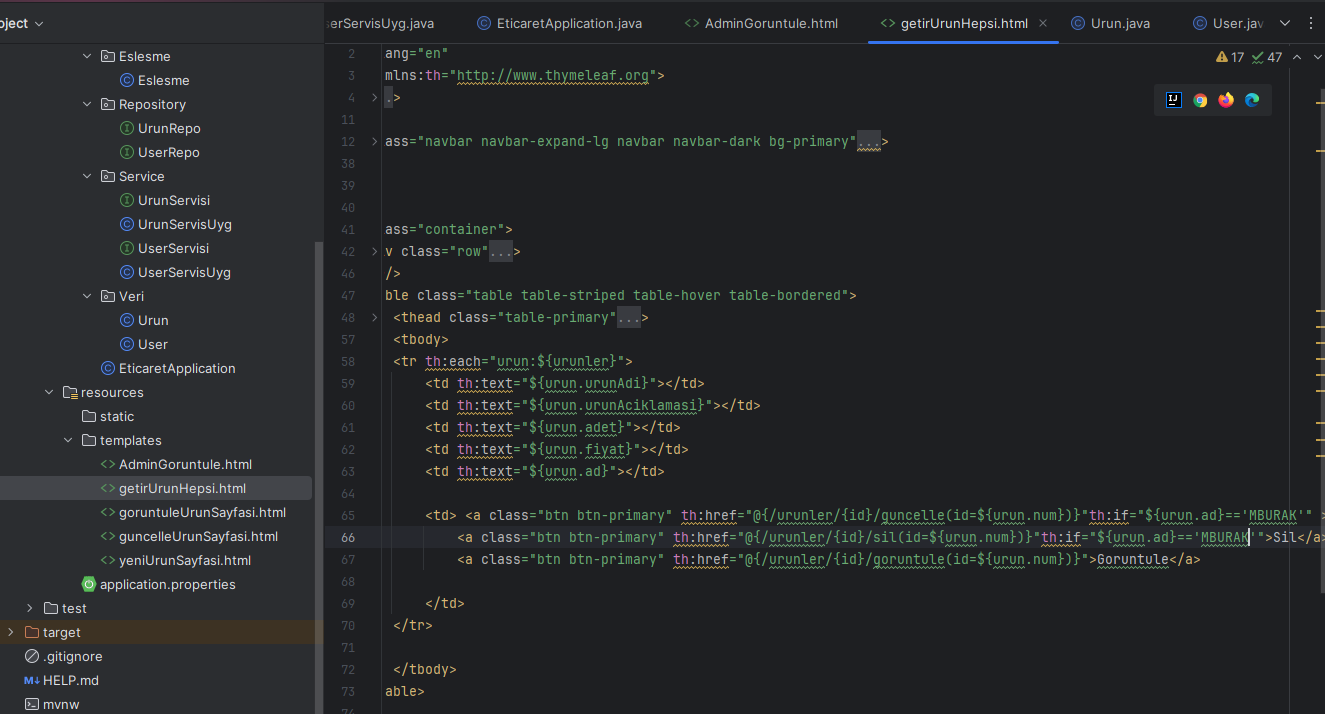 oject
Eslesme
Eslesme
Repository
UrunRepo
UserRepo
Service
UrunServisi
UrunServisUyg
UserServisi
UserServisUyg
Veri
Urun
User
EticaretApplication
resources
static
templates
AdminGoruntule.html
getirUrunHepsi.html
goruntuleUrunSayfasi.html
guncelleUrunSayfasi.html
yeniUrunSayfasi.html
application.properties
test
target
.gitignore
M↓ HELP.md
mvnw
serServisUyg.java EticaretApplication.java AdminGoruntule.html getirUrunHepsi.html Urun.java User.jav
17 47
2 ang="en"
3 mlns:th="http://www.thymeleaf.org">
4 .>
11
12 ass="navbar navbar-expand-lg navbar navbar-dark bg-primary"...>
38
39
40
41 ass="container">
42 v class="row"...>
46 />
47 ble class="table table-striped table-hover table-bordered">
48 <thead class="table-primary"...>
57 <tbody>
58 <tr th:each="urun:${urunler}">
59 <td th:text="${urun.urunAdi}"></td>
60 <td th:text="${urun.urunAciklamasi}"></td>
61 <td th:text="${urun.adet}"></td>
62 <td th:text="${urun.fiyat}"></td>
63 <td th:text="${urun.ad}"></td>
64
65 <td> <a class="btn btn-primary" th:href="@{/urunler/{id}/guncelle(id=${urun.num})}"th:if="${urun.ad}=='MBURAK'" >
66 <a class="btn btn-primary" th:href="@{/urunler/{id}/sil(id=${urun.num})}"th:if="${urun.ad}=='MBURAK'">Sil</a
67 <a class="btn btn-primary" th:href="@{/urunler/{id}/goruntule(id=${urun.num})}">Goruntule</a>
68
69 </td>
70 </tr>
71
72 </tbody>
73 able>